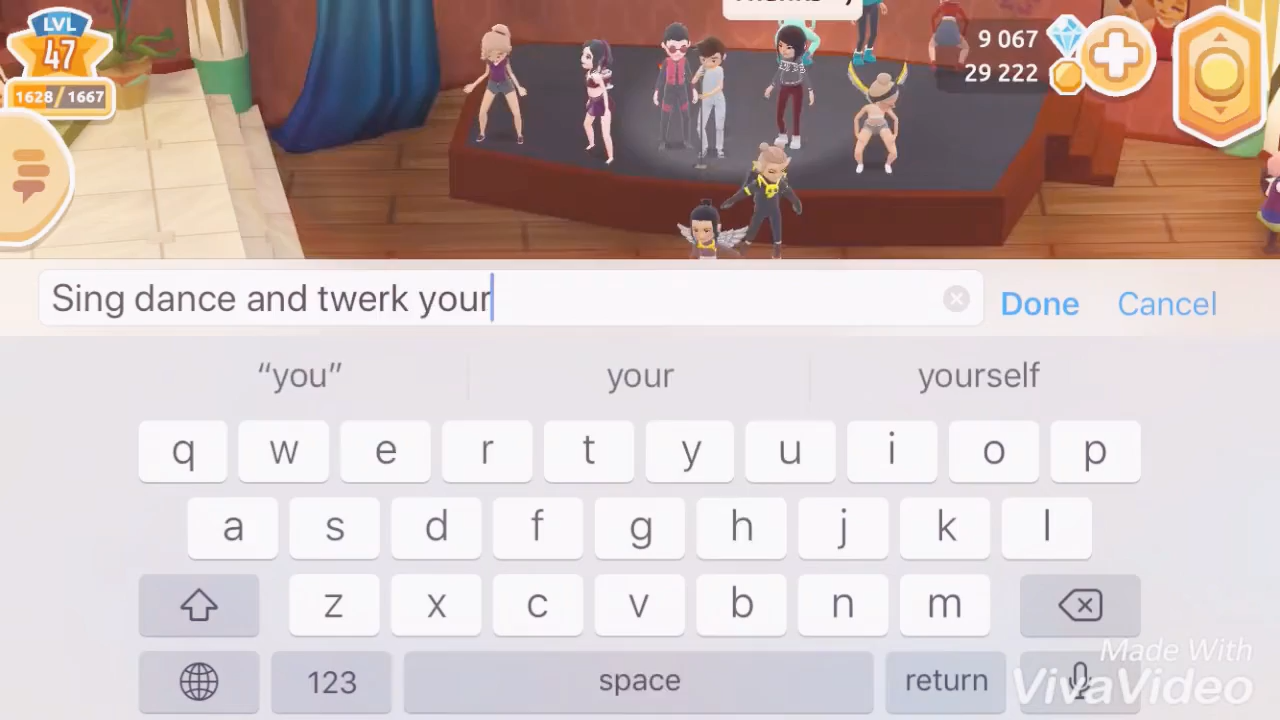 LVL
47
1628 / 1667
9 067
29 222
Sing dance and twerk your
Done
Cancel
“you”
your
yourself
q w e r t y u i o p
a s d f g h j k l
z x c v b n m
123
space
return
Made With
VivaVideo